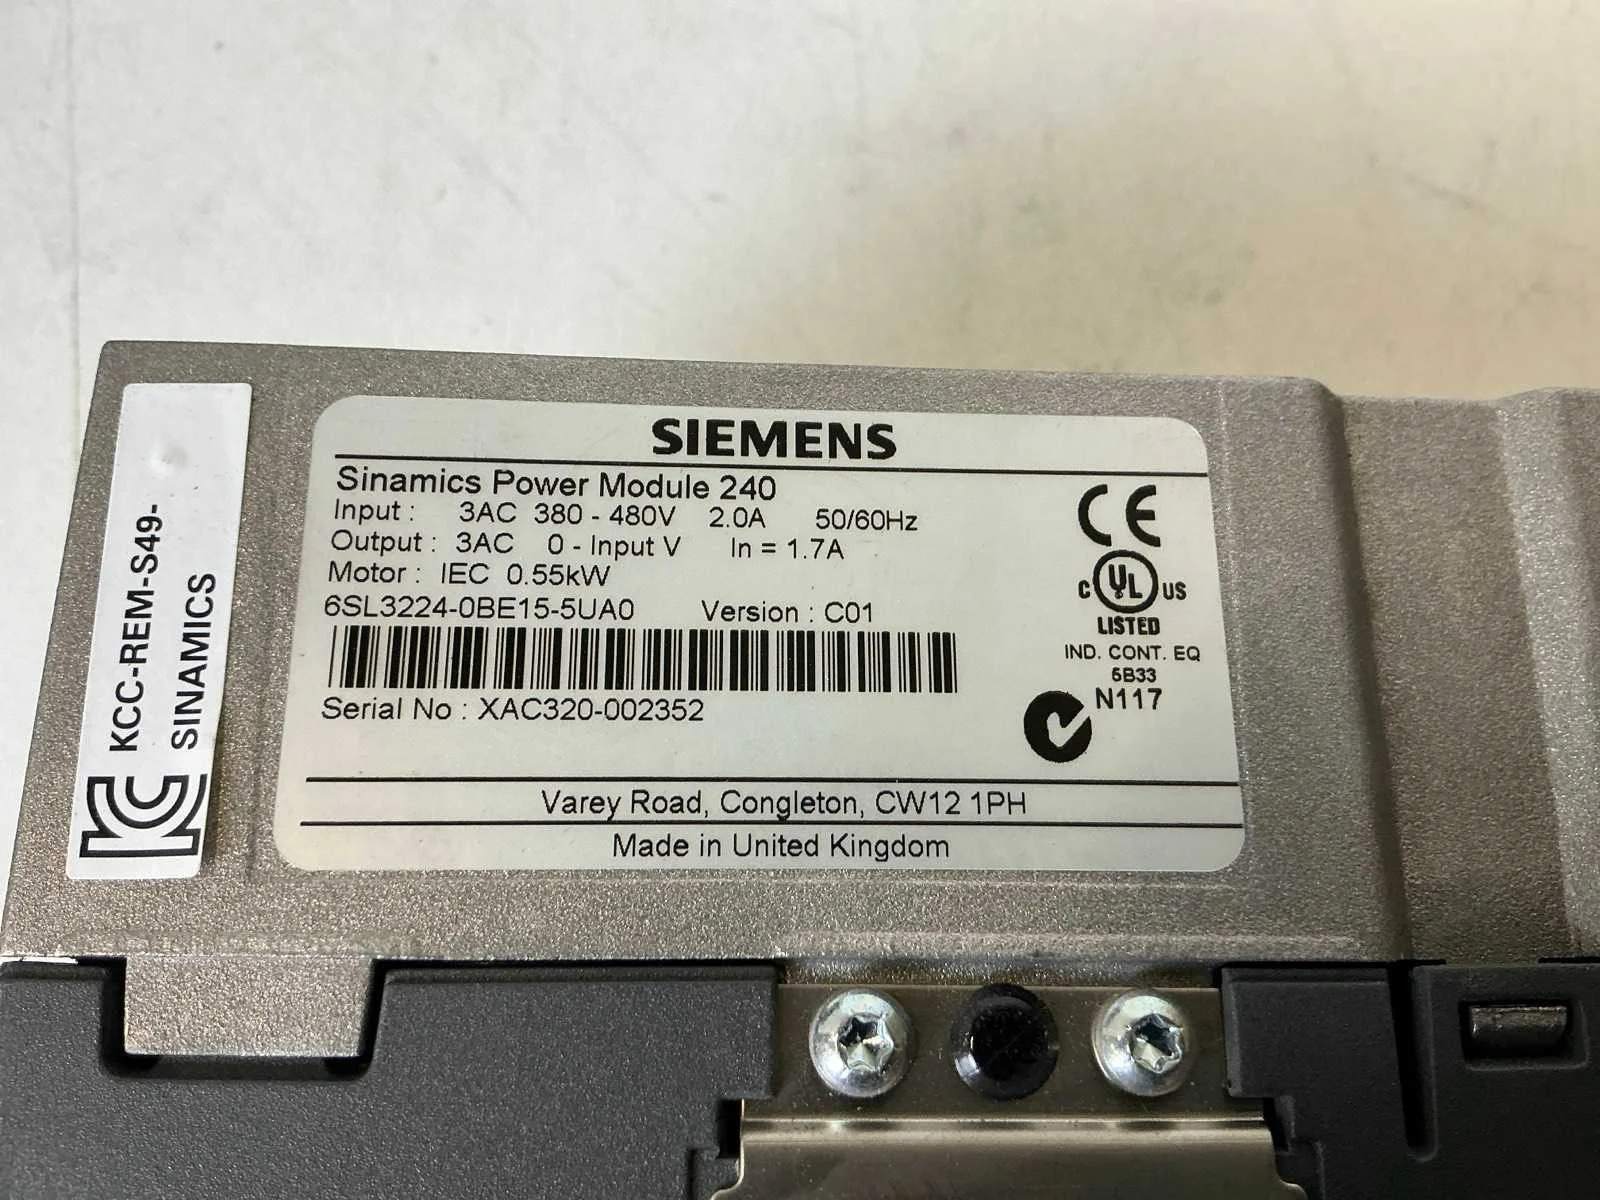 KCC-REM-S49-
SINAMICS
SIEMENS
Sinamics Power Module 240
Input : 3AC 380 - 480V 2.0A 50/60Hz
Output : 3AC 0 - Input V In = 1.7A
Motor : IEC 0.55kW
6SL3224-0BE15-5UA0 Version : C01
Serial No : XAC320-002352
CE
C UL US
LISTED
IND. CONT. EQ
5B33
N117
Varey Road, Congleton, CW12 1PH
Made in United Kingdom